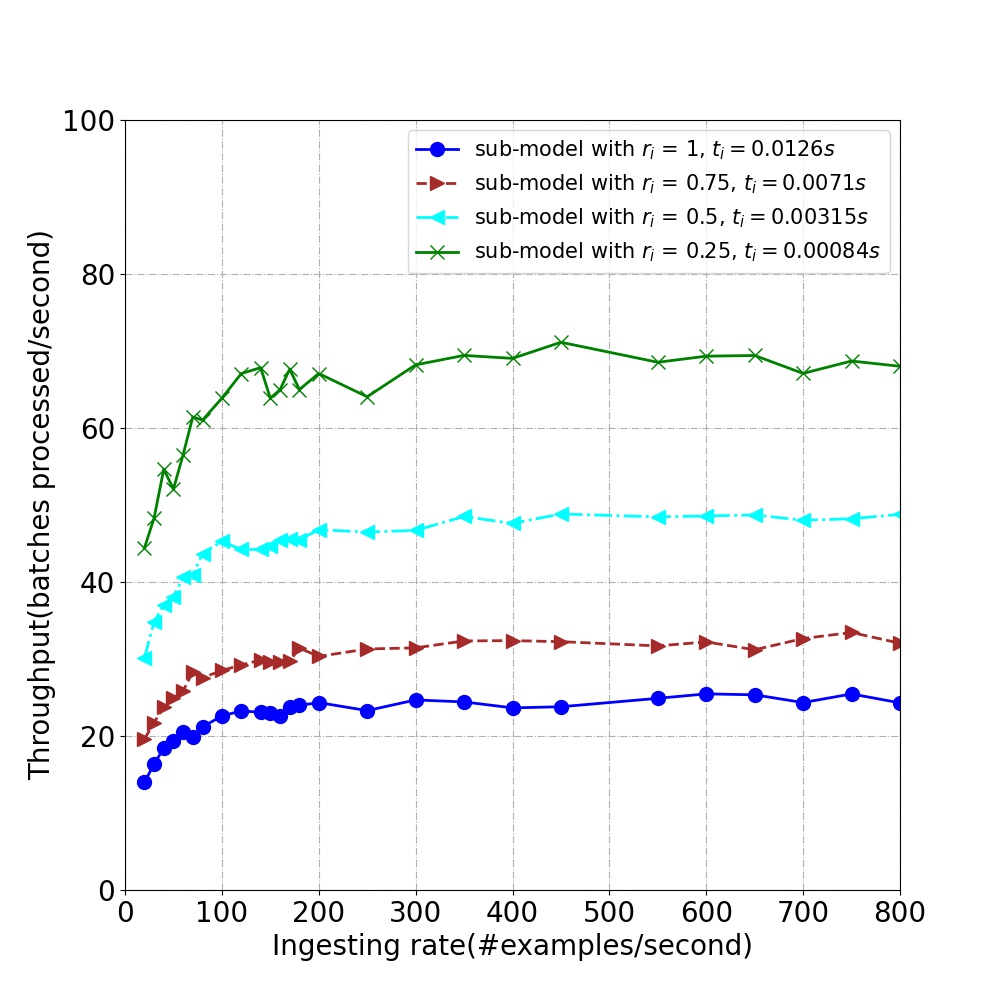 sub-model with r_i = 1, t_i = 0.0126s
sub-model with r_i = 0.75, t_i = 0.0071s
sub-model with r_i = 0.5, t_i = 0.00315s
sub-model with r_i = 0.25, t_i = 0.00084s
Throughput(batches processed/second)
100
80
60
40
20
0
0 100 200 300 400 500 600 700 800
Ingesting rate(#examples/second)